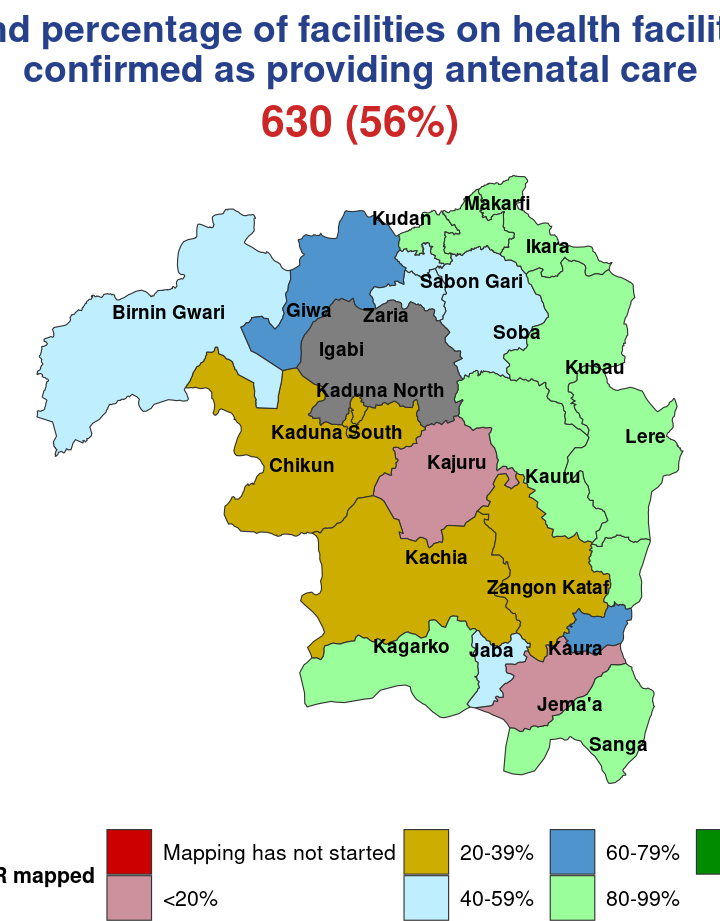 percentage of facilities on health
confirmed as providing antenatal care
630 (56%)
Makarfi
Kudan
Ikara
Sabon Gari
Birnin Gwari
Giwa
Zaria
Soba
Igabi
Kubau
Kaduna North
Kaduna South
Lere
Chikun
Kajuru
Kauru
Kachia
Zangon Kataf
Kagarko
Jaba
Kaura
Jema'a
Sanga
mapped
Mapping has not started
20-39%
60-79%
<20%
40-59%
80-99%